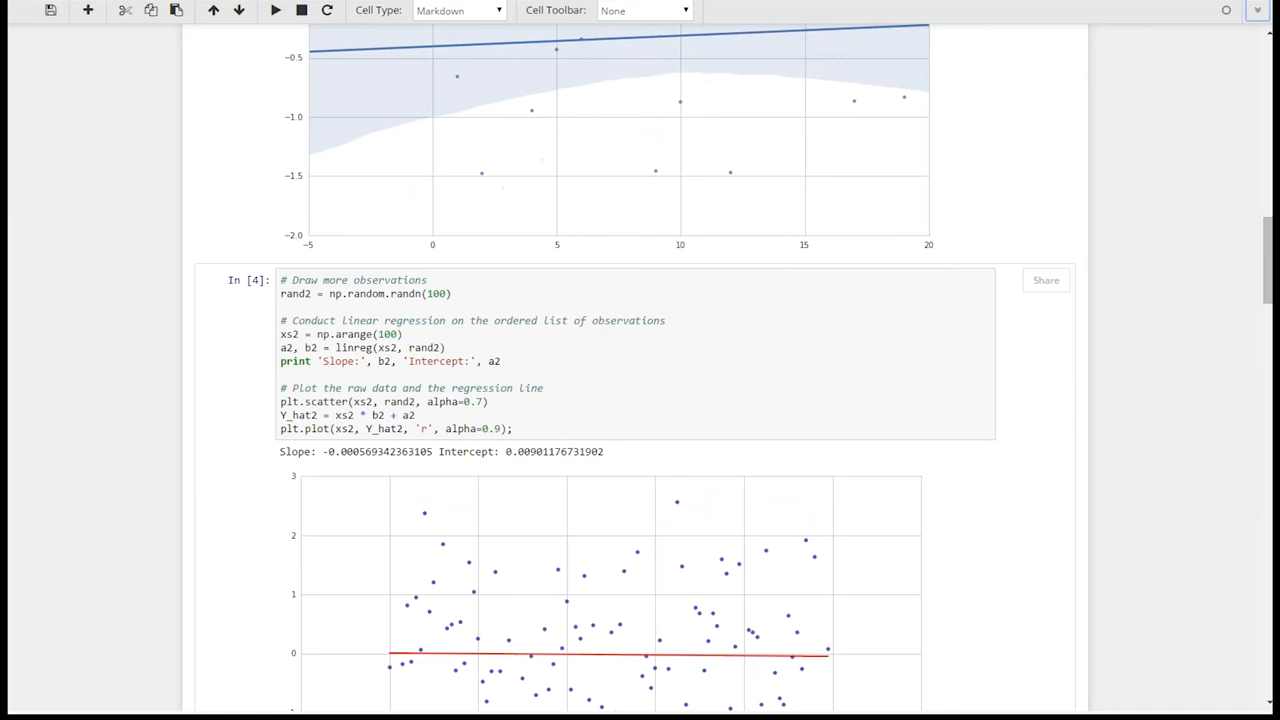 Cell Type: Markdown Cell Toolbar: None
−0.5
−1.0
−1.5
−2.0
−5 0 5 10 15 20
In [4]:
# Draw more observations
rand2 = np.random.randn(100)
# Conduct linear regression on the ordered list of observations
xs2 = np.arange(100)
a2, b2 = linreg(xs2, rand2)
print 'Slope:', b2, 'Intercept:', a2
# Plot the raw data and the regression line
plt.scatter(xs2, rand2, alpha=0.7)
Y_hat2 = xs2 * b2 + a2
plt.plot(xs2, Y_hat2, 'r', alpha=0.9);
Share
Slope: -0.000569342363105 Intercept: 0.00901176731902
3
2
1
0